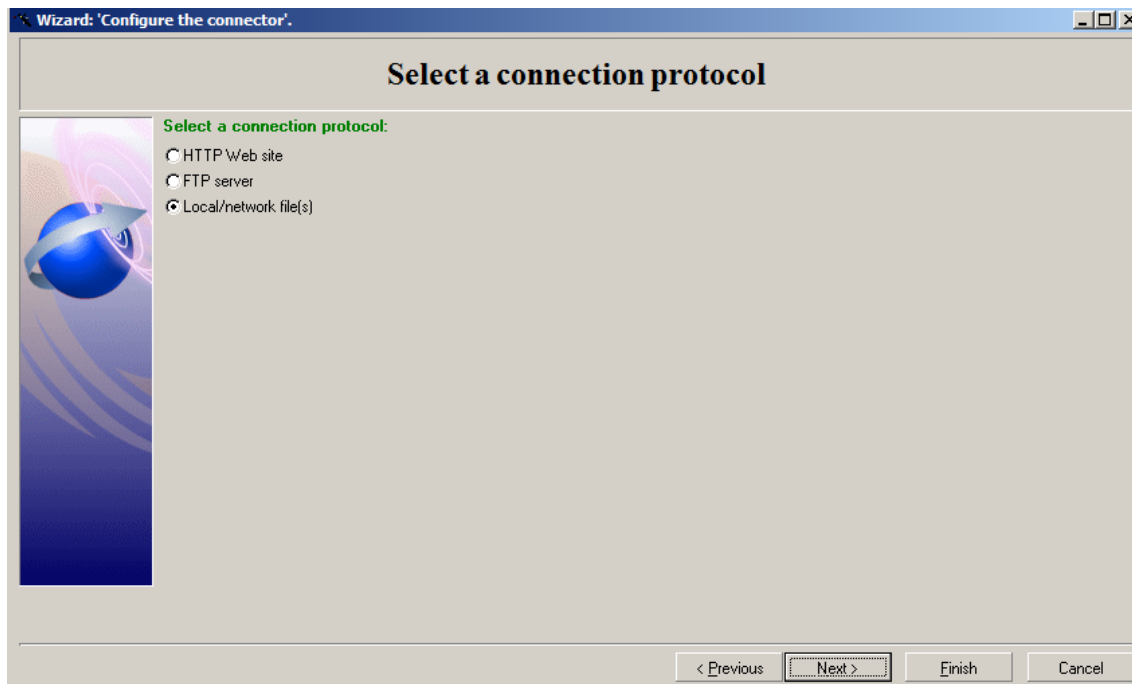 Wizard: 'Configure the connector'.
Select a connection protocol
Select a connection protocol:
HTTP Web site
FTP server
Local/network file(s)
< Previous Next > Finish Cancel